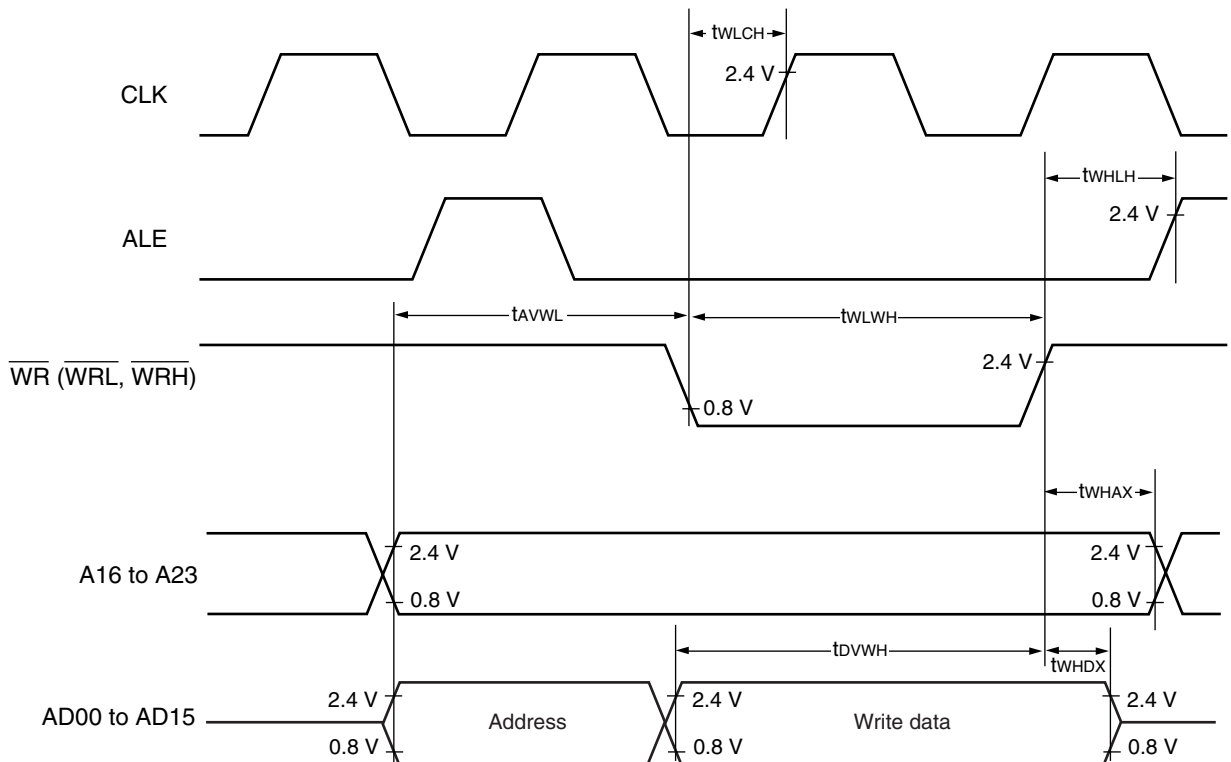 tWLCH
2.4 V
CLK
tWHLH
2.4 V
ALE
tAVWL
tWLWH
WR (WRL, WRH)
2.4 V
0.8 V
tWHAX
2.4 V
2.4 V
A16 to A23
0.8 V
0.8 V
tDVWH
tWHDX
2.4 V
2.4 V
2.4 V
AD00 to AD15
Address
Write data
0.8 V
0.8 V
0.8 V